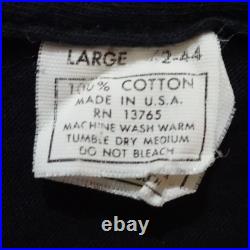 LARGE 42-44
100% COTTON
MADE IN U.S.A.
RN 13765
MACHINE WASH WARM
TUMBLE DRY MEDIUM
DO NOT BLEACH